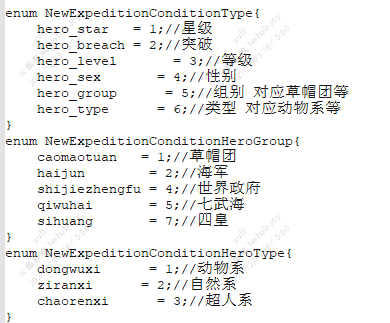 enum NewExpeditionConditionType{
hero_star = 1;//星级
hero_breach = 2;//突破
hero_level = 3;//等级
hero_sex = 4;//性别
hero_group = 5;//组别 对应草帽团等
hero_type = 6;//类型 对应动物系等
}
enum NewExpeditionConditionHeroGroup{
caomaotuan = 1;//草帽团
haijun = 2;//海军
shijiezhengfu = 4;//世界政府
qiwuhai = 5;//七武海
sihuang = 7;//四皇
}
enum NewExpeditionConditionHeroType{
dongwuxi = 1;//动物系
ziranxi = 2;//自然系
chaorenxi = 3;//超人系
}